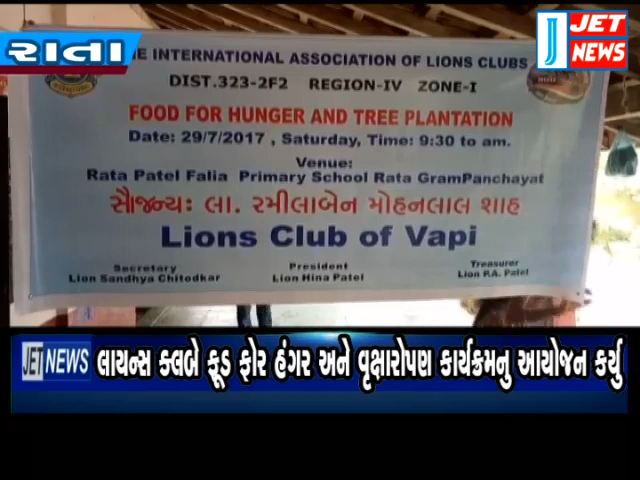 રાતા
JET
NEWS
HE INTERNATIONAL ASSOCIATION OF LIONS CLUBS
DIST.323-2F2 REGION-IV ZONE-I
FOOD FOR HUNGER AND TREE PLANTATION
Date: 29/7/2017 , Saturday, Time: 9:30 to am.
Venue:
Rata Patel Falia Primary School Rata GramPanchayat
સૌજન્ય: લા. રમીલાબેન મોહનલાલ શાહ
Lions Club of Vapi
Secretary
Lion Sandhya Chitodkar
President
Lion Hina Patel
Treasurer
Lion P.A. Patel
JET NEWS
લાયન્સ ક્લબે ફૂડ ફોર હંગર અને વૃક્ષારોપણ કાર્યક્રમનુ આયોજન કર્યુ